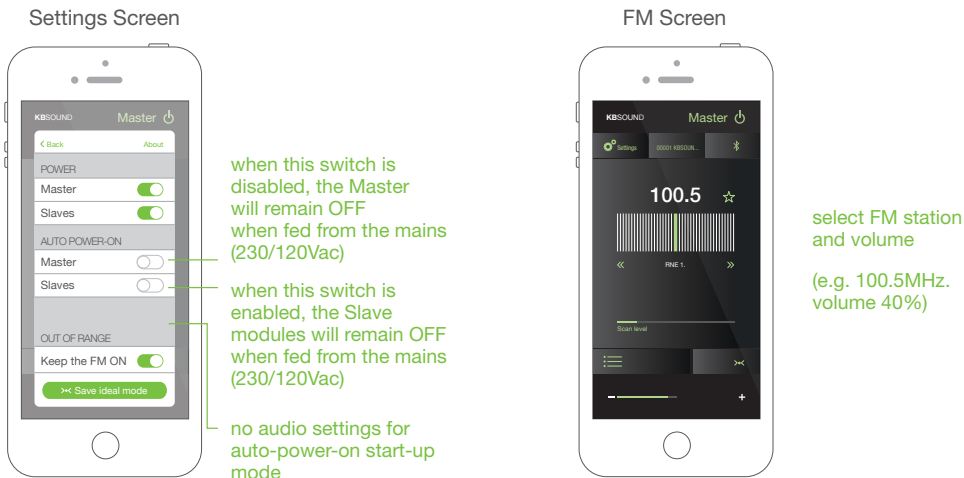 Settings Screen
KBSOUND Master
Back About
POWER
Master
Slaves
AUTO POWER-ON
Master
Slaves
OUT OF RANGE
Keep the FM ON
Save ideal mode
when this switch is
disabled, the Master
will remain OFF
when fed from the mains
(230/120Vac)
when this switch is
enabled, the Slave
modules will remain OFF
when fed from the mains
(230/120Vac)
no audio settings for
auto-power-on start-up
mode
FM Screen
KBSOUND Master
Settings 00001 KBSOUN...
100.5
« RNE 1. »
Scan level
- +
select FM station
and volume
(e.g. 100.5MHz.
volume 40%)